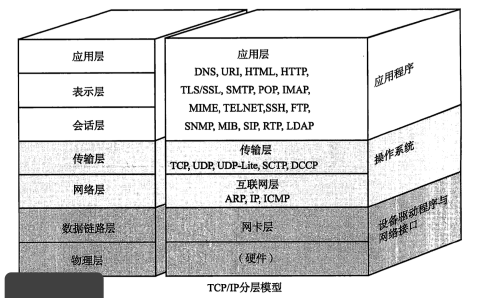 应用层
表示层
会话层
传输层
网络层
数据链路层
物理层
应用层
DNS, URI, HTML, HTTP,
TLS/SSL, SMTP, POP, IMAP,
MIME, TELNET,SSH, FTP,
SNMP, MIB, SIP, RTP, LDAP
传输层
TCP, UDP, UDP-Lite, SCTP, DCCP
互联网层
ARP, IP, ICMP
网卡层
（硬件）
应用程序
操作系统
设备驱动程序与
网络接口
TCP/IP分层模型